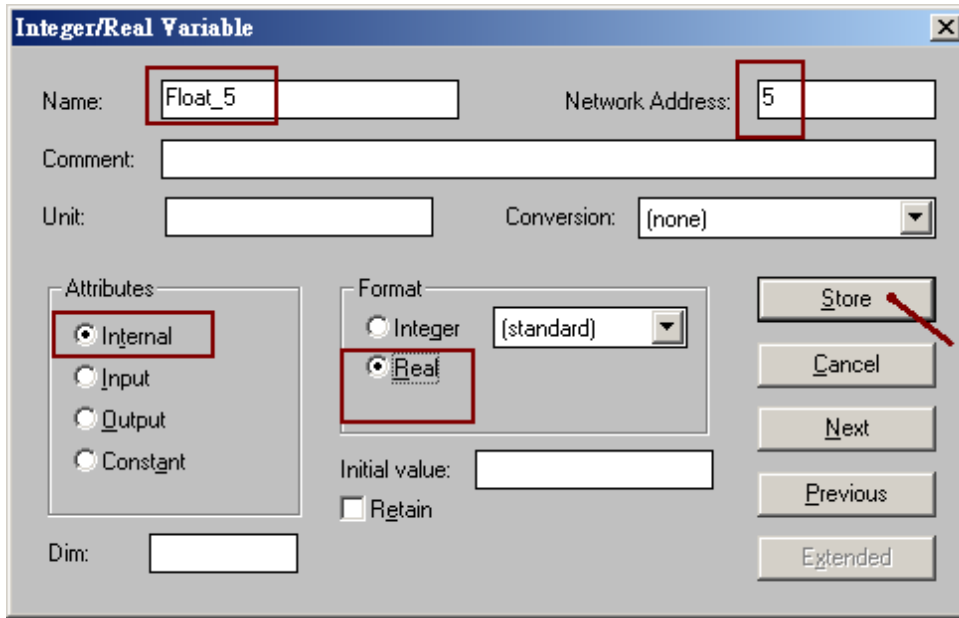 Integer/Real Variable
Name: Float_5 Network Address: 5
Comment:
Unit: Conversion: (none)
Attributes Format
Store
Internal Integer (standard)
Input Real Cancel
Output Next
Constant Initial value:
Retain Previous
Dim: Extended